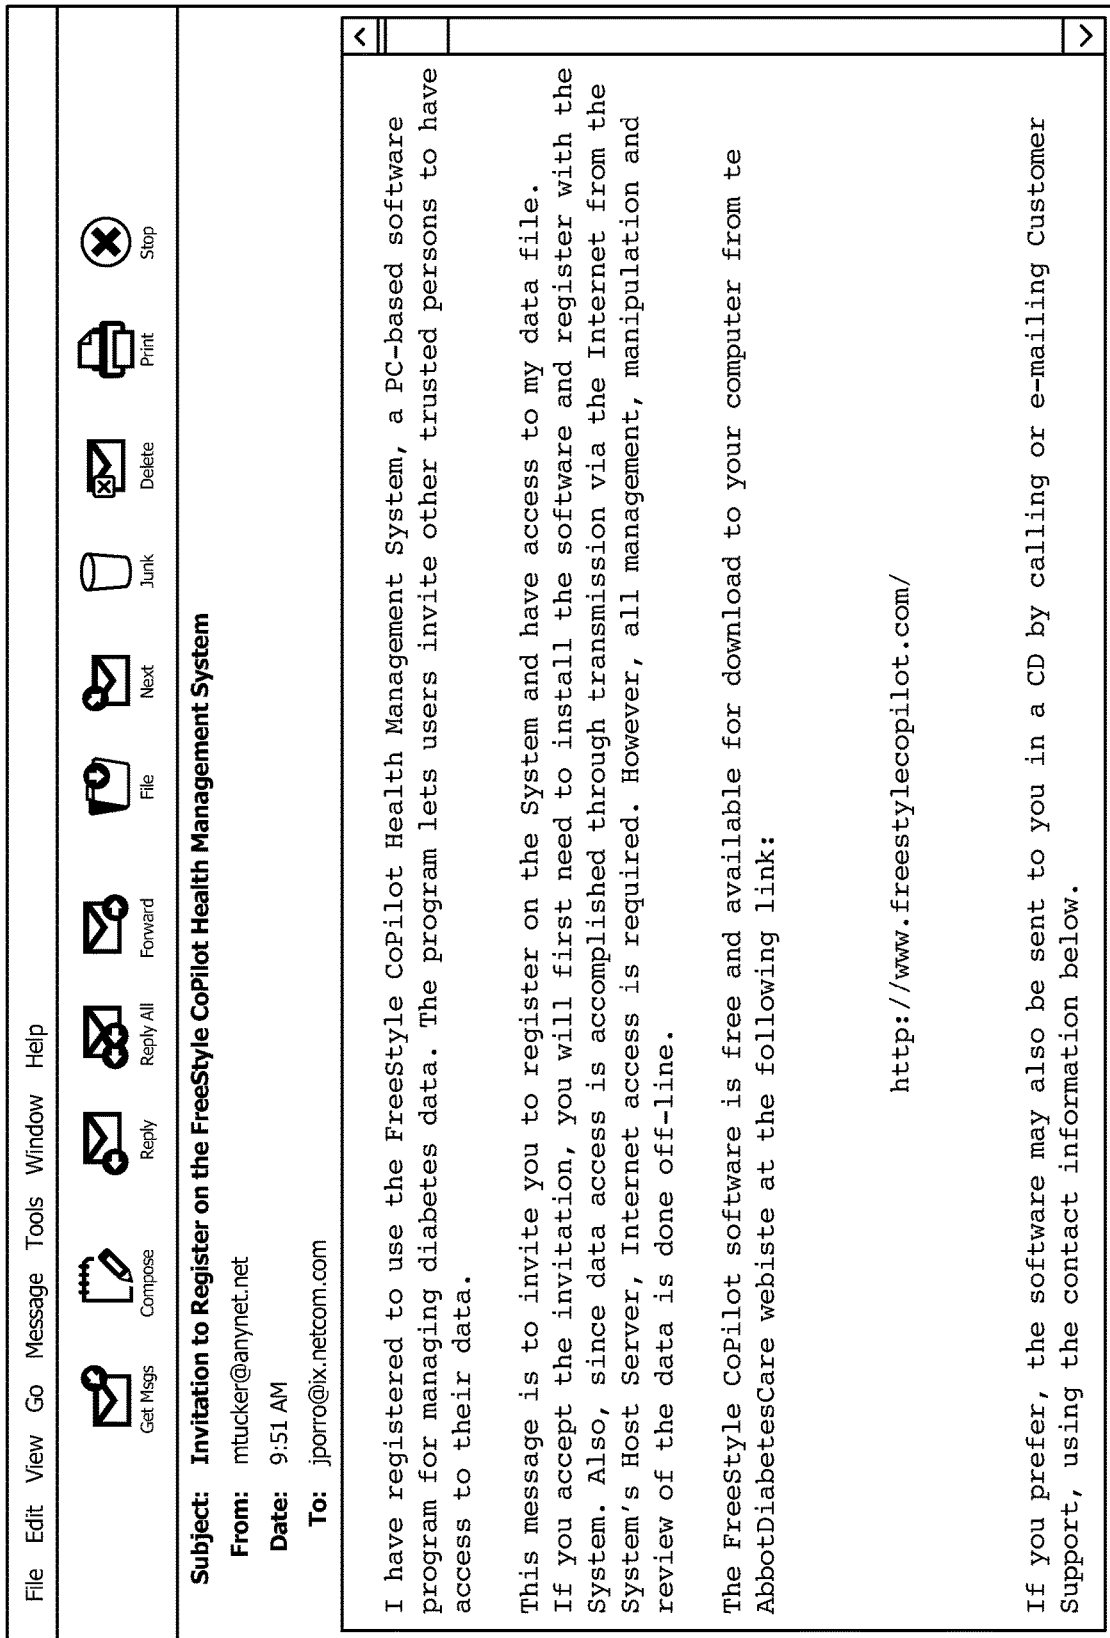 File Edit View Go Message Tools Window Help
Get Msgs Compose Reply Reply All Forward File Next Junk Delete Print Stop
Subject: Invitation to Register on the FreeStyle CoPilot Health Management System
From: mtucker@anynet.net
Date: 9:51 AM
To: jporro@ix.netcom.com
I have registered to use the FreeStyle CoPilot Health Management System, a PC-based software
program for managing diabetes data. The program lets users invite other trusted persons to have
access to their data.
This message is to invite you to register on the System and have access to my data file.
If you accept the invitation, you will first need to install the software and register with the
System. Also, since data access is accomplished through transmission via the Internet from the
System's Host Server, Internet access is required. However, all management, manipulation and
review of the data is done off-line.
The FreeStyle CoPilot software is free and available for download to your computer from te
AbbotDiabetesCare webiste at the following link:
http://www.freestylecopilot.com/
If you prefer, the software may also be sent to you in a CD by calling or e-mailing Customer
Support, using the contact information below.